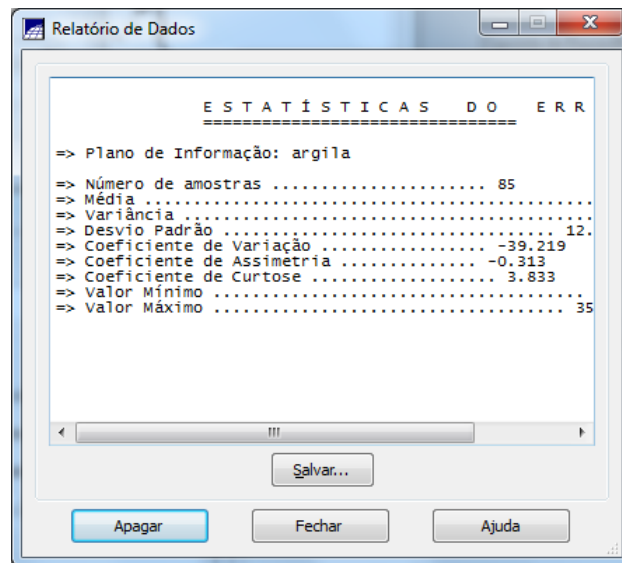 Relatório de Dados
E S T A T Í S T I C A S D O E R R
================================
=> Plano de Informação: argila
=> Número de amostras ...................... 85
=> Média ...............................................
=> Variância ...........................................
=> Desvio Padrão ................................... 12.
=> Coeficiente de Variação ................. -39.219
=> Coeficiente de Assimetria .............. -0.313
=> Coeficiente de Curtose ................... 3.833
=> Valor Mínimo .......................................
=> Valor Máximo ..................................... 35
Salvar...
Apagar
Fechar
Ajuda